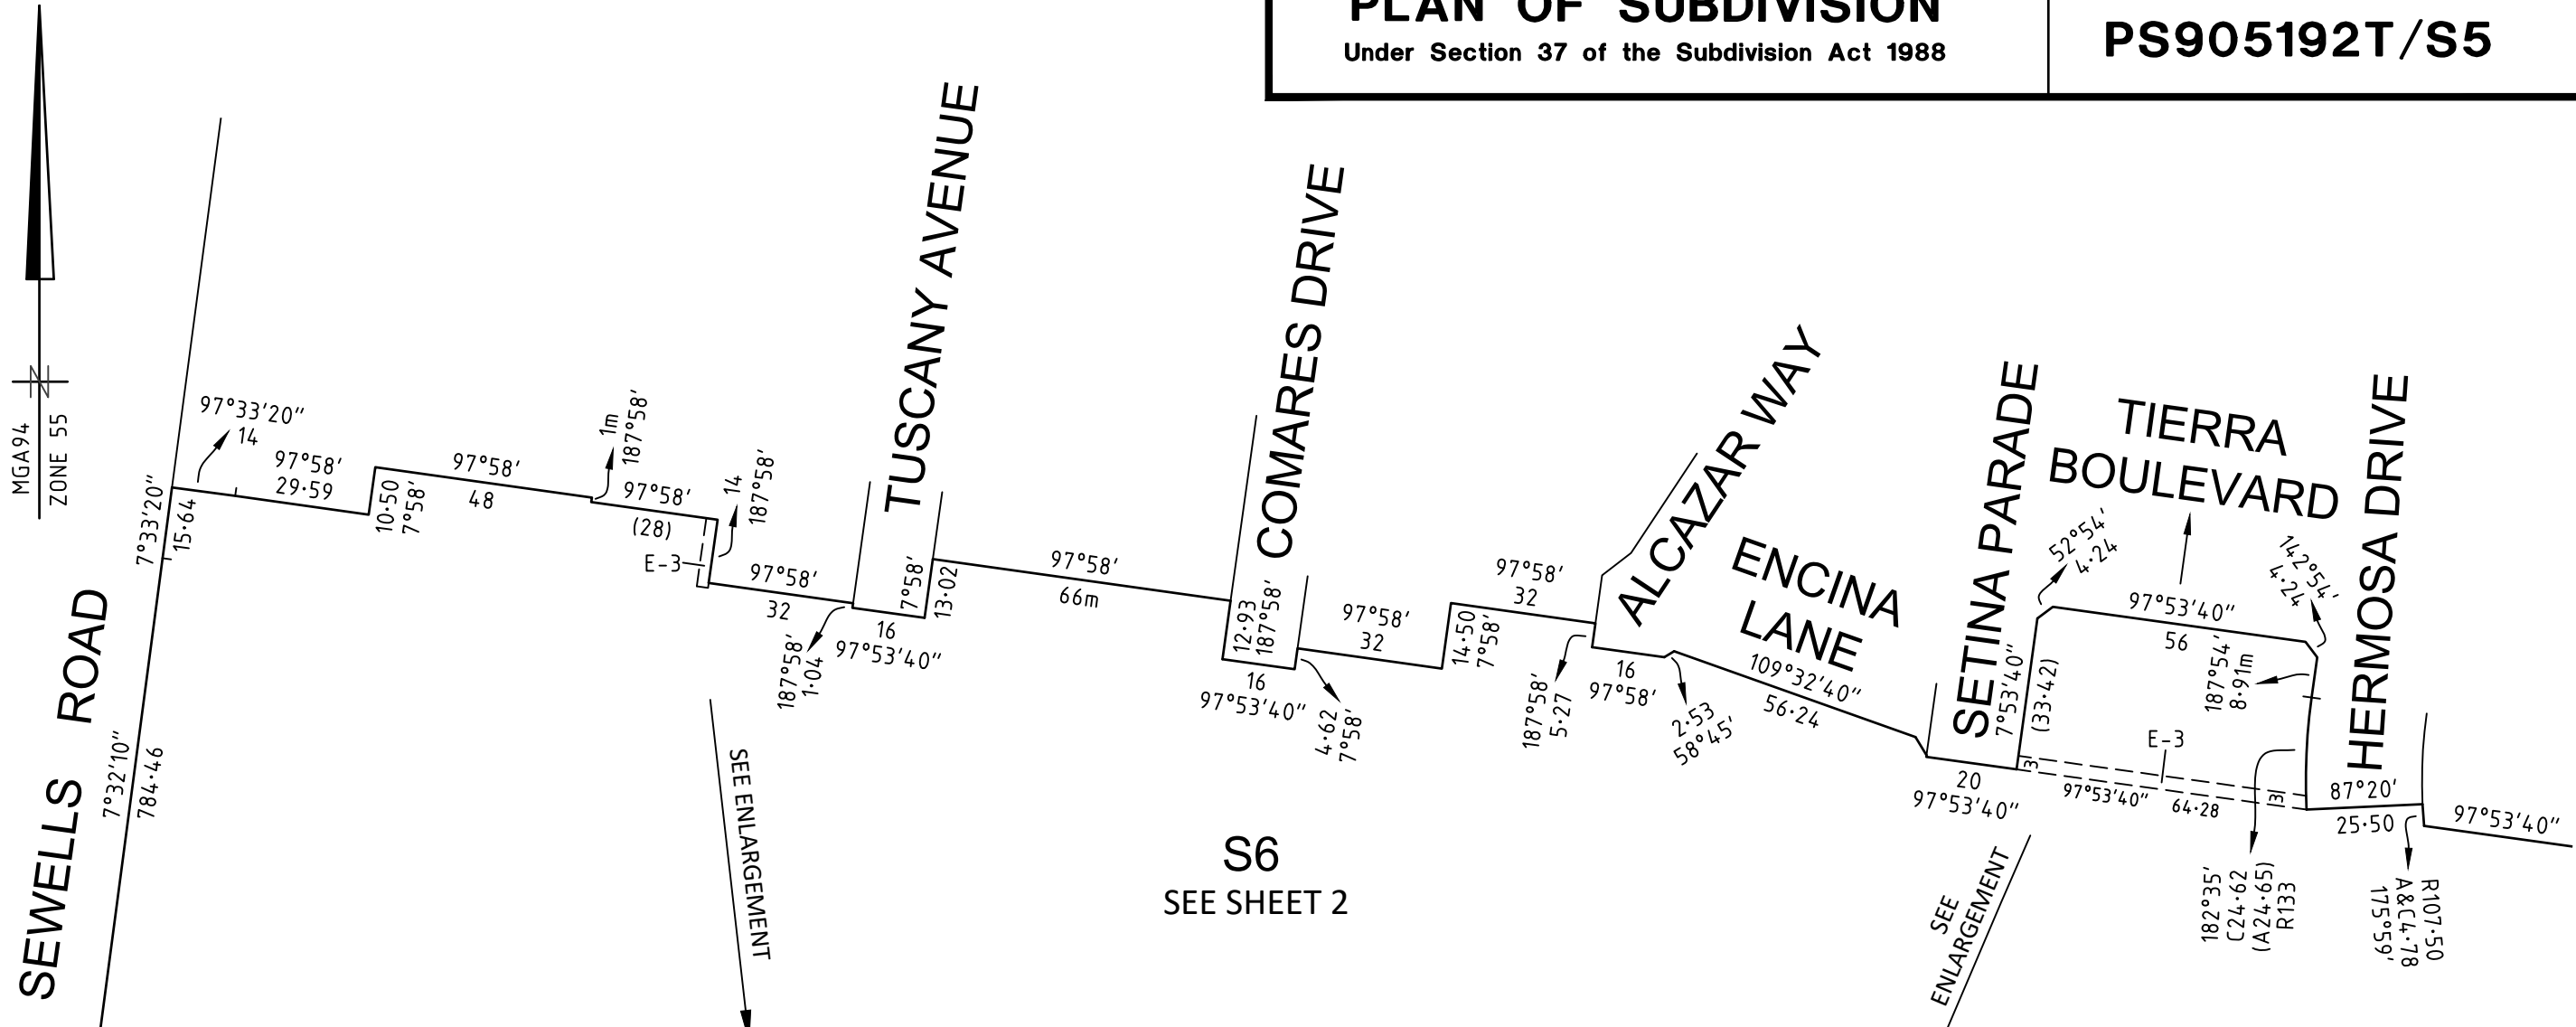 PLAN OF SUBDIVISION
Under Section 37 of the Subdivision Act 1988
PS905192T/S5
MGA94
ZONE 55
N
SEWELLS ROAD
7°33'20"
15·64
7°32'10"
784·46
97°33'20"
14
97°58'
29·59
10·50
7°58'
97°58'
48
1m
187°58'
97°58'
(28)
14
187°58'
E-3
97°58'
32
187°58'
1·04
TUSCANY AVENUE
16
97°53'40"
7°58'
13·02
97°58'
66m
COMARES DRIVE
12·93
187°58'
16
97°53'40"
4·62
7°58'
97°58'
32
14·50
7°58'
97°58'
32
187°58'
5·27
ALCAZAR WAY
16
97°58'
2·53
58°45'
ENCINA
LANE
109°32'40"
56·24
SETINA PARADE
20
97°53'40"
7°53'40"
(33·42)
52°54'
4·24
TIERRA
BOULEVARD
97°53'40"
56
142°54'
4·24
187°54'
8·91m
HERMOSA DRIVE
E-3
3
97°53'40" 64·28
3
87°20'
25·50
97°53'40"
182°35'
C24·62
(A24·65)
R133
R107·50
A&C4·78
175°59'
SEE ENLARGEMENT
S6
SEE SHEET 2
SEE
ENLARGEMENT